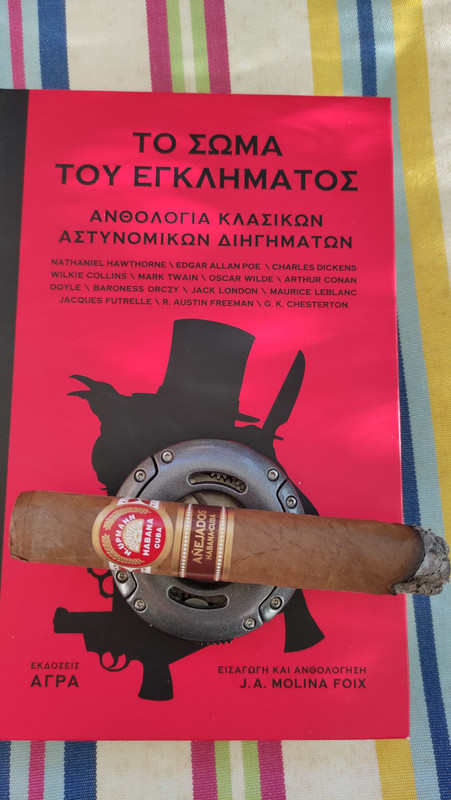 ΤΟ ΣΩΜΑ
ΤΟΥ ΕΓΚΛΗΜΑΤΟΣ
ΑΝΘΟΛΟΓΙΑ ΚΛΑΣΙΚΩΝ
ΑΣΤΥΝΟΜΙΚΩΝ ΔΙΗΓΗΜΑΤΩΝ
NATHANIEL HAWTHORNE \ EDGAR ALLAN POE \ CHARLES DICKENS
WILKIE COLLINS \ MARK TWAIN \ OSCAR WILDE \ ARTHUR CONAN
DOYLE \ BARONESS ORCZY \ JACK LONDON \ MAURICE LEBLANC
JACQUES FUTRELLE \ R. AUSTIN FREEMAN \ G. K. CHESTERTON
H.UPMANN
HABANA
CUBA
AÑEJADOS
HABANA·CUBA
ΕΚΔΟΣΕΙΣ
ΑΓΡΑ
ΕΙΣΑΓΩΓΗ ΚΑΙ ΑΝΘΟΛΟΓΗΣΗ
J.A. MOLINA FOIX